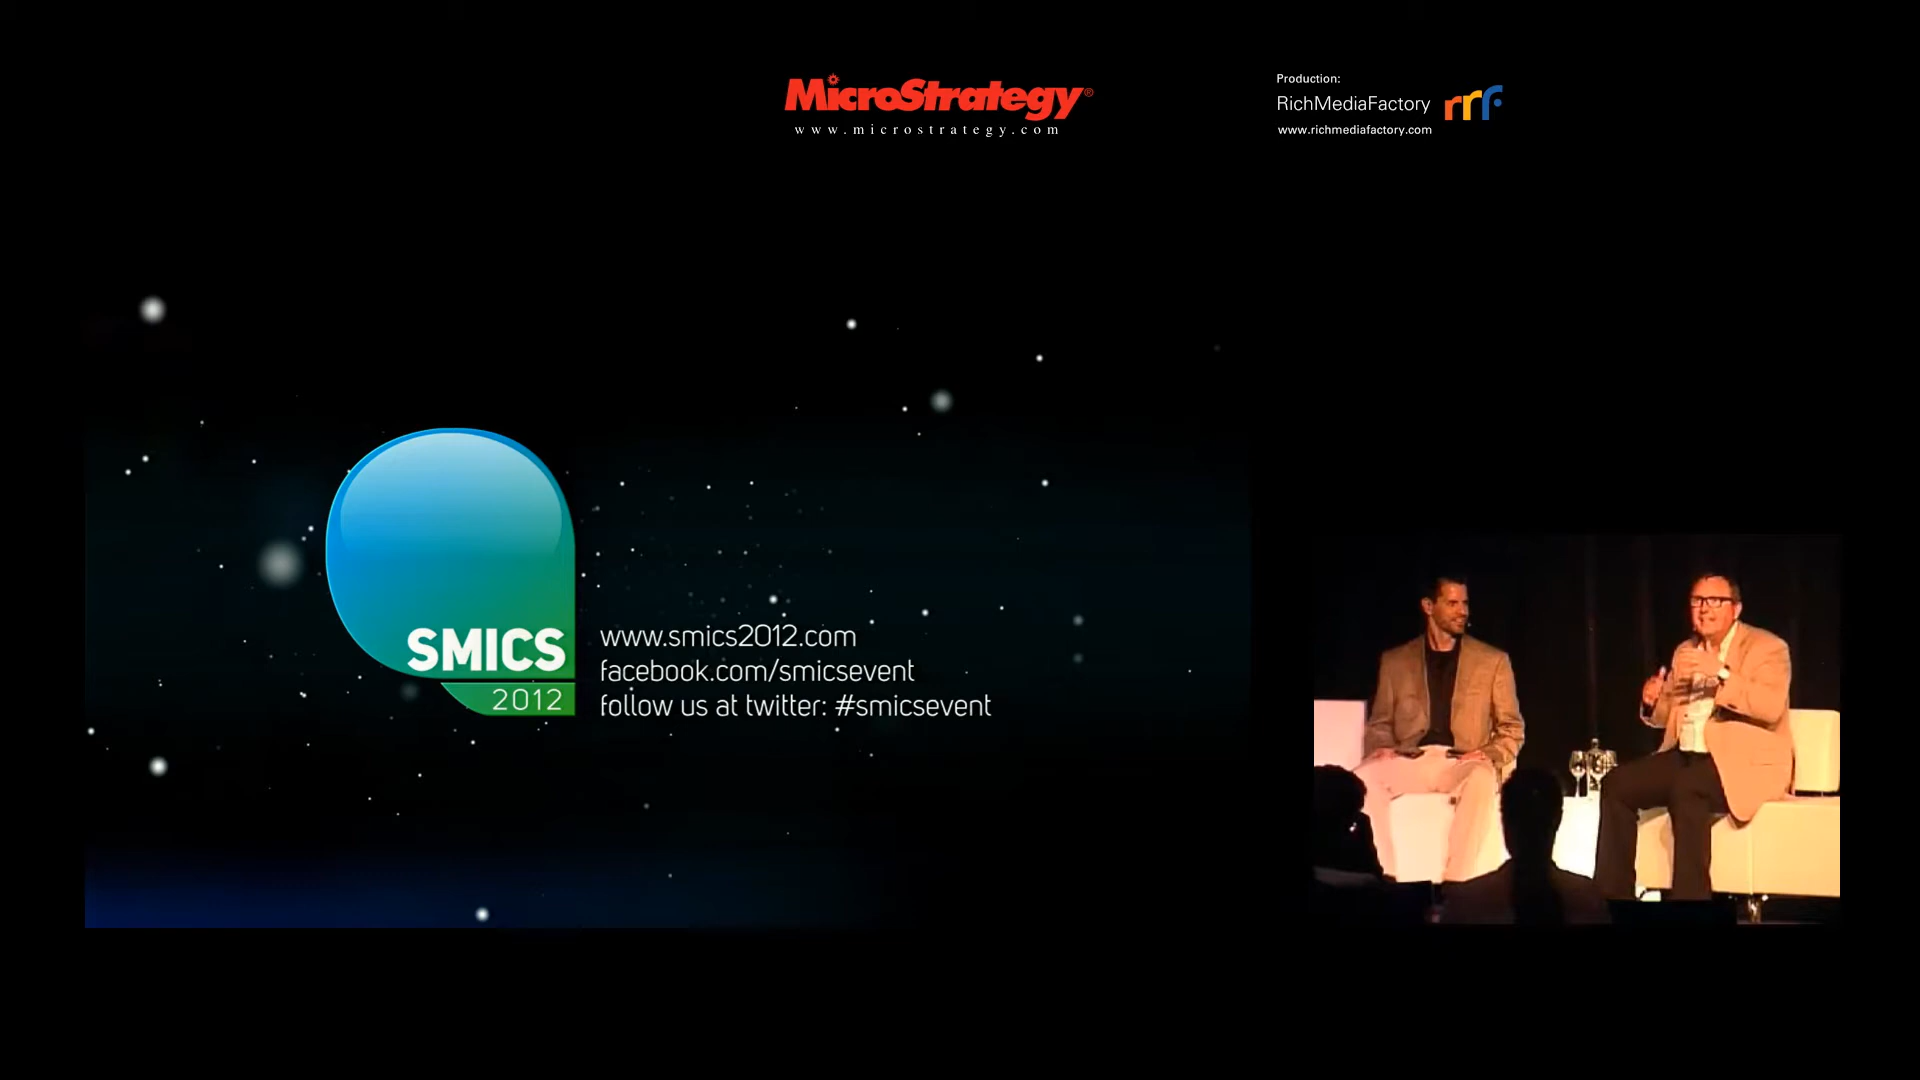 MicroStrategy®
www.microstrategy.com
Production:
RichMediaFactory rrf
www.richmediafactory.com
SMICS
2012
www.smics2012.com
facebook.com/smicsevent
follow us at twitter: #smicsevent